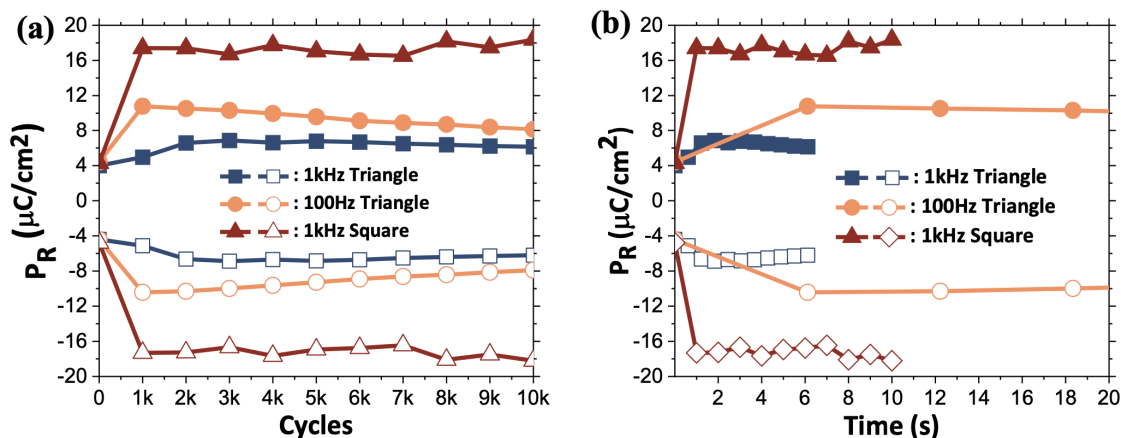 (a)
20
16
12
8
4
0
-4
-8
-12
-16
-20
P_R (μC/cm²)
: 1kHz Triangle
: 100Hz Triangle
: 1kHz Square
0 1k 2k 3k 4k 5k 6k 7k 8k 9k 10k
Cycles
(b)
20
16
12
8
4
0
-4
-8
-12
-16
-20
P_R (μC/cm²)
: 1kHz Triangle
: 100Hz Triangle
: 1kHz Square
2 4 6 8 10 12 14 16 18 20
Time (s)